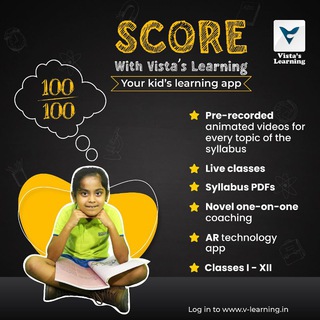 SCORE
With Vista's Learning
Your kid's learning app
Vista's
Learning
100
100
Pre-recorded
animated videos for
every topic of the
syllabus
Live classes
Syllabus PDFs
Novel one-on-one
coaching
AR technology
app
Classes I - XII
Log in to www.v-learning.in